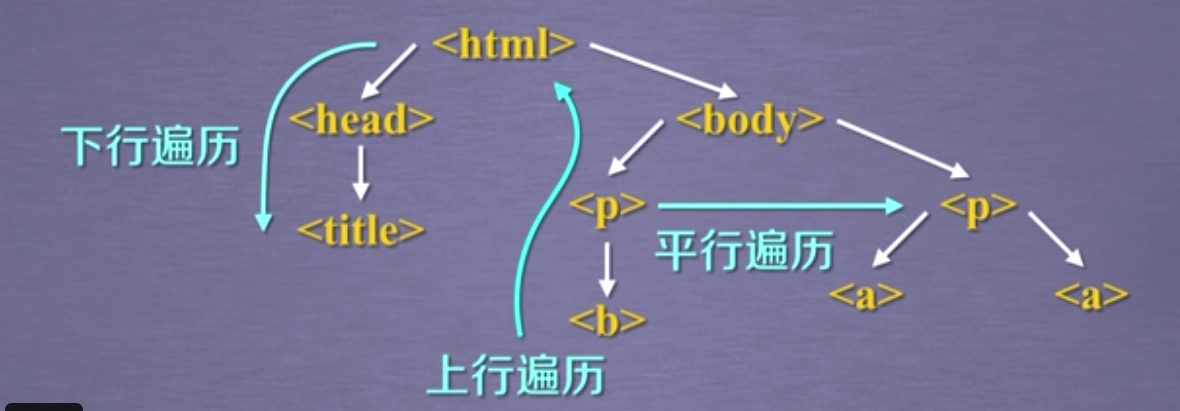 <html>
<head>
<body>
下行遍历
<p>
<p>
<title>
平行遍历
<a>
<a>
<b>
上行遍历